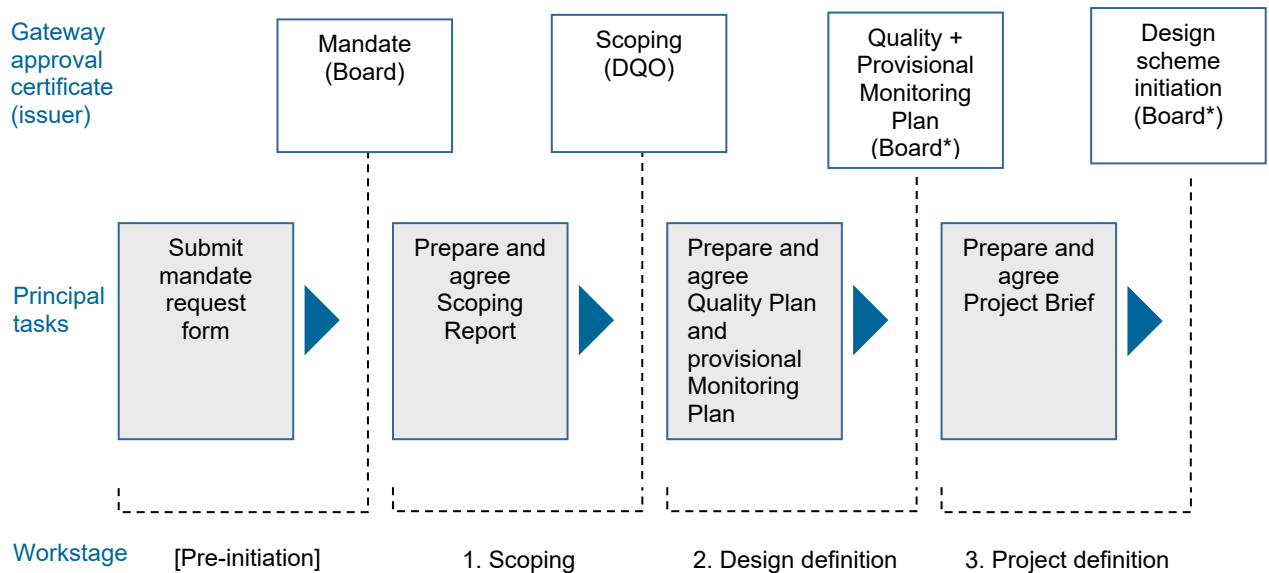 Gateway
approval
certificate
(issuer)
Mandate
(Board)
Scoping
(DQO)
Quality +
Provisional
Monitoring
Plan
(Board*)
Design
scheme
initiation
(Board*)
Principal
tasks
Submit
mandate
request
form
Prepare and
agree
Scoping
Report
Prepare and
agree
Quality Plan
and
provisional
Monitoring
Plan
Prepare and
agree
Project Brief
Workstage
[Pre-initiation]
1. Scoping
2. Design definition
3. Project definition